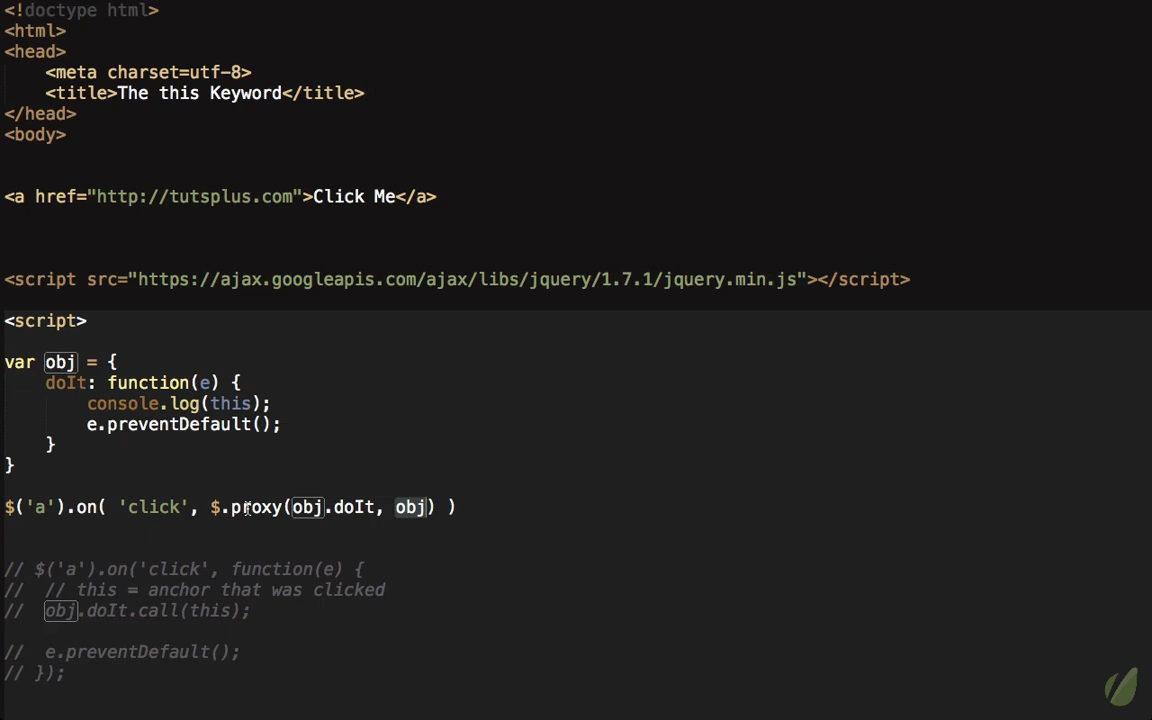 <!doctype html>
<html>
<head>
    <meta charset=utf-8>
    <title>The this Keyword</title>
</head>
<body>
<a href="http://tutsplus.com">Click Me</a>
<script src="https://ajax.googleapis.com/ajax/libs/jquery/1.7.1/jquery.min.js"></script>
<script>
var obj = {
    doIt: function(e) {
        console.log(this);
        e.preventDefault();
    }
}
$('a').on( 'click', $.proxy(obj.doIt, obj) )
// $('a').on('click', function(e) {
//  // this = anchor that was clicked
//  obj.doIt.call(this);
//  e.preventDefault();
// });